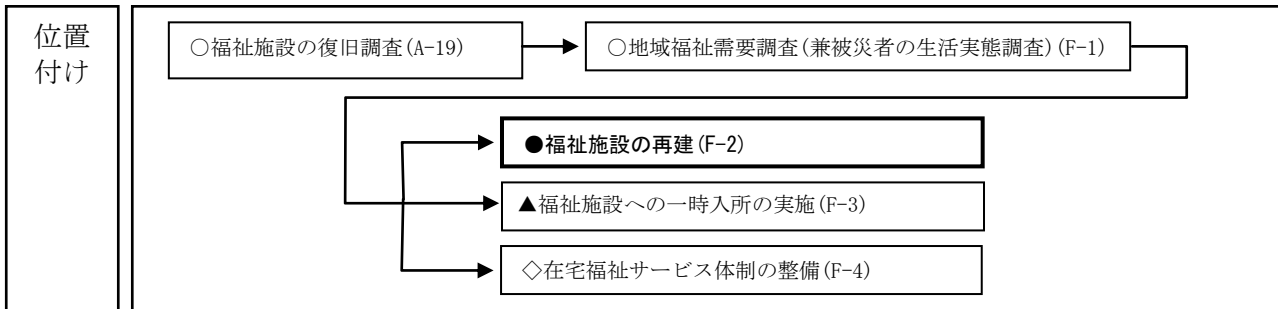 位置
付け
○福祉施設の復旧調査(A-19)
○地域福祉需要調査(兼被災者の生活実態調査)(F-1)
●福祉施設の再建(F-2)
▲福祉施設への一時入所の実施(F-3)
◇在宅福祉サービス体制の整備(F-4)